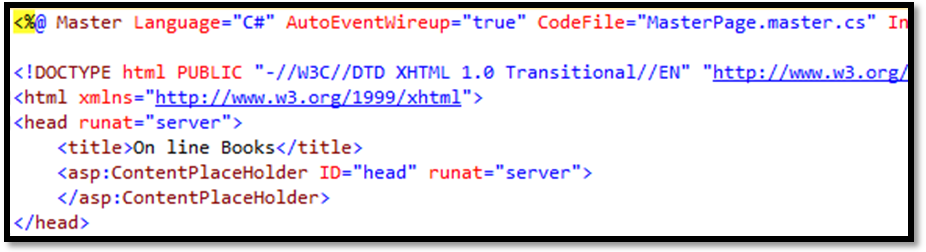 <%@ Master Language="C#" AutoEventWireup="true" CodeFile="MasterPage.master.cs" In
<!DOCTYPE html PUBLIC "-//W3C//DTD XHTML 1.0 Transitional//EN" "http://www.w3.org/
<html xmlns="http://www.w3.org/1999/xhtml">
<head runat="server">
<title>On line Books</title>
<asp:ContentPlaceHolder ID="head" runat="server">
</asp:ContentPlaceHolder>
</head>